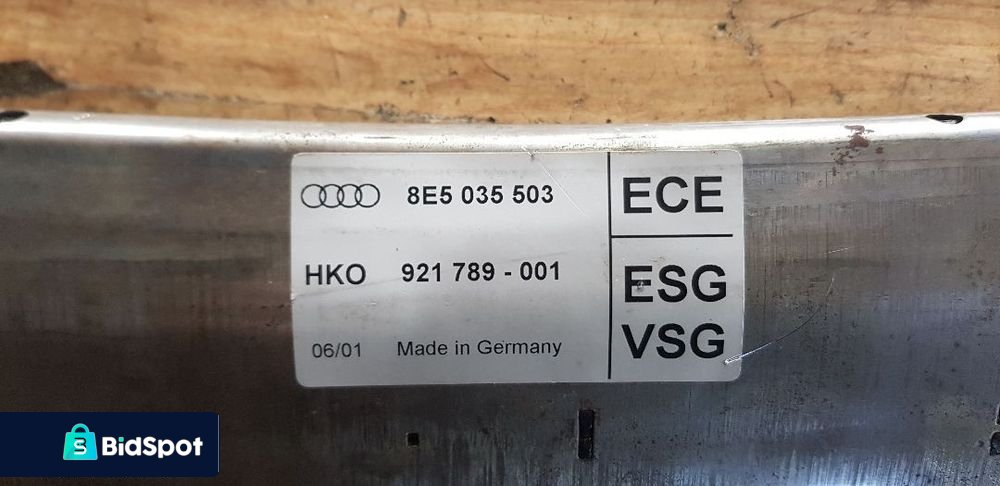 8E5 035 503
HKO 921 789 - 001
06/01 Made in Germany
ECE
ESG
VSG
BidSpot